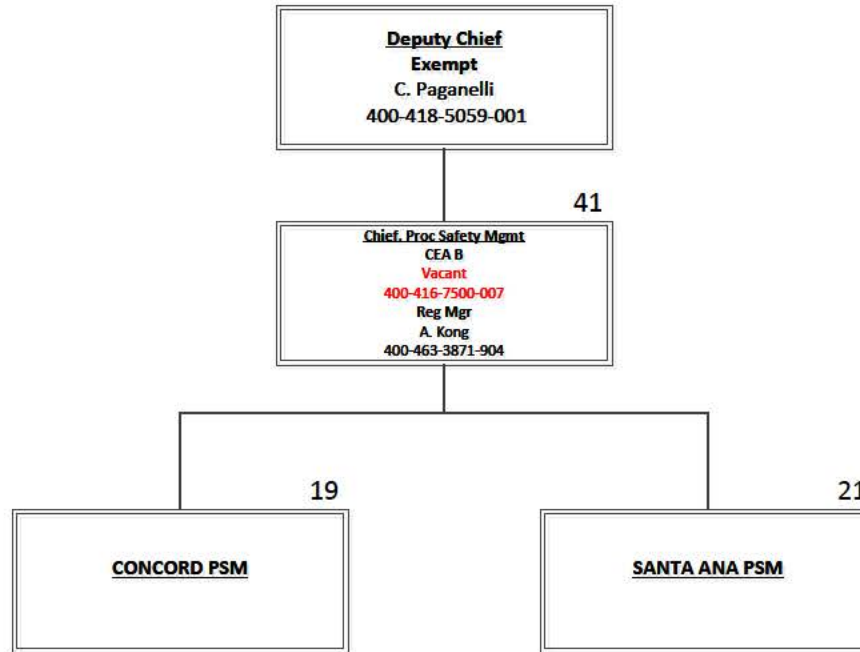 Deputy Chief
Exempt
C. Paganelli
400-418-5059-001
41
Chief, Proc Safety Mgmt
CEA B
Vacant
400-416-7500-007
Reg Mgr
A. Kong
400-463-3871-904
19
CONCORD PSM
21
SANTA ANA PSM